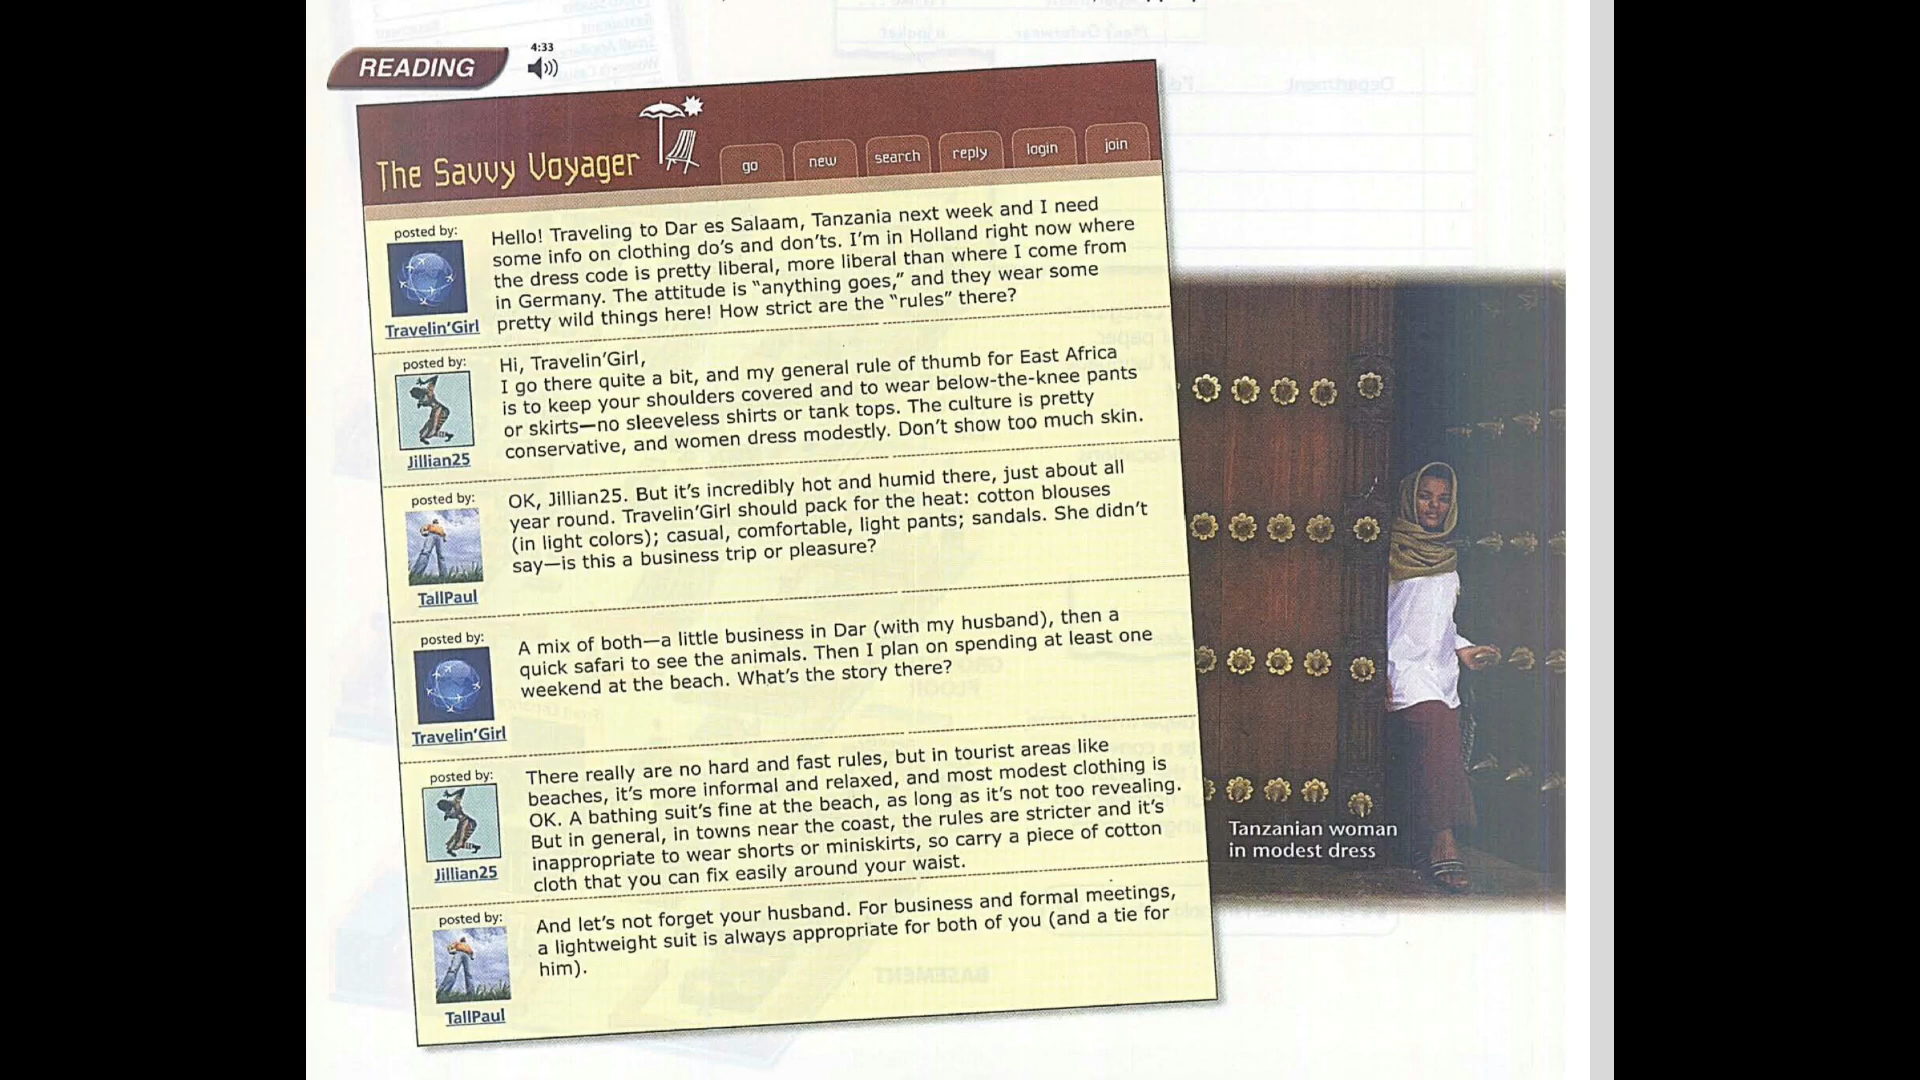 READING
4:33
The Savvy Voyager
go
new
search
reply
login
join
posted by:
Travelin'Girl
Hello! Traveling to Dar es Salaam, Tanzania next week and I need
some info on clothing do's and don'ts. I'm in Holland right now where
the dress code is pretty liberal, more liberal than where I come from
in Germany. The attitude is "anything goes," and they wear some
pretty wild things here! How strict are the "rules" there?
posted by:
Jillian25
Hi, Travelin'Girl,
I go there quite a bit, and my general rule of thumb for East Africa
is to keep your shoulders covered and to wear below-the-knee pants
or skirts—no sleeveless shirts or tank tops. The culture is pretty
conservative, and women dress modestly. Don't show too much skin.
posted by:
TallPaul
OK, Jillian25. But it's incredibly hot and humid there, just about all
year round. Travelin'Girl should pack for the heat: cotton blouses
(in light colors); casual, comfortable, light pants; sandals. She didn't
say—is this a business trip or pleasure?
posted by:
Travelin'Girl
A mix of both—a little business in Dar (with my husband), then a
quick safari to see the animals. Then I plan on spending at least one
weekend at the beach. What's the story there?
posted by:
Jillian25
There really are no hard and fast rules, but in tourist areas like
beaches, it's more informal and relaxed, and most modest clothing is
OK. A bathing suit's fine at the beach, as long as it's not too revealing.
But in general, in towns near the coast, the rules are stricter and it's
inappropriate to wear shorts or miniskirts, so carry a piece of cotton
cloth that you can fix easily around your waist.
posted by:
TallPaul
And let's not forget your husband. For business and formal meetings,
a lightweight suit is always appropriate for both of you (and a tie for
him).
Tanzanian woman
in modest dress